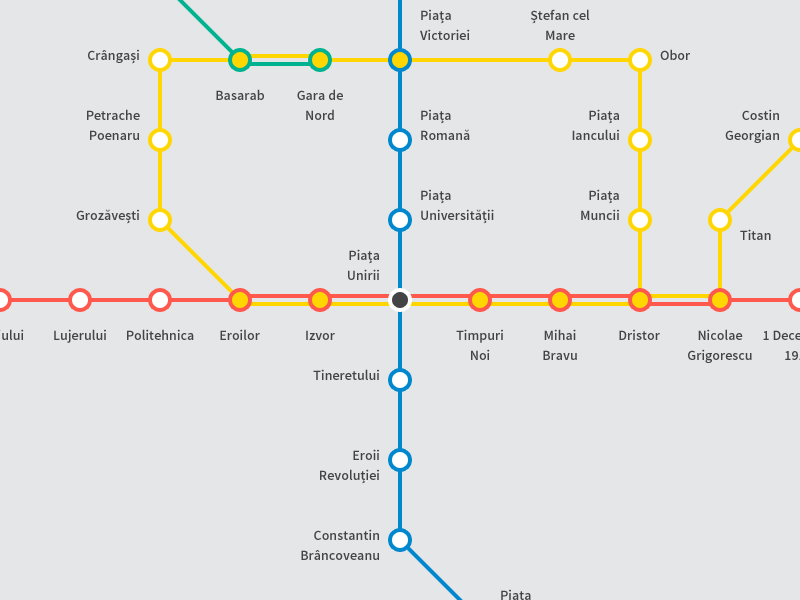 Piața
Victoriei
Ștefan cel
Mare
Crângași
Obor
Basarab
Gara de
Nord
Petrache
Poenaru
Piața
Romană
Piața
Iancului
Costin
Georgian
Grozăvești
Piața
Universității
Piața
Muncii
Titan
Piața
Unirii
ului
Lujerului
Politehnica
Eroilor
Izvor
Timpuri
Noi
Mihai
Bravu
Dristor
Nicolae
Grigorescu
1 Dece
19
Tineretului
Eroii
Revoluției
Constantin
Brâncoveanu
Piața